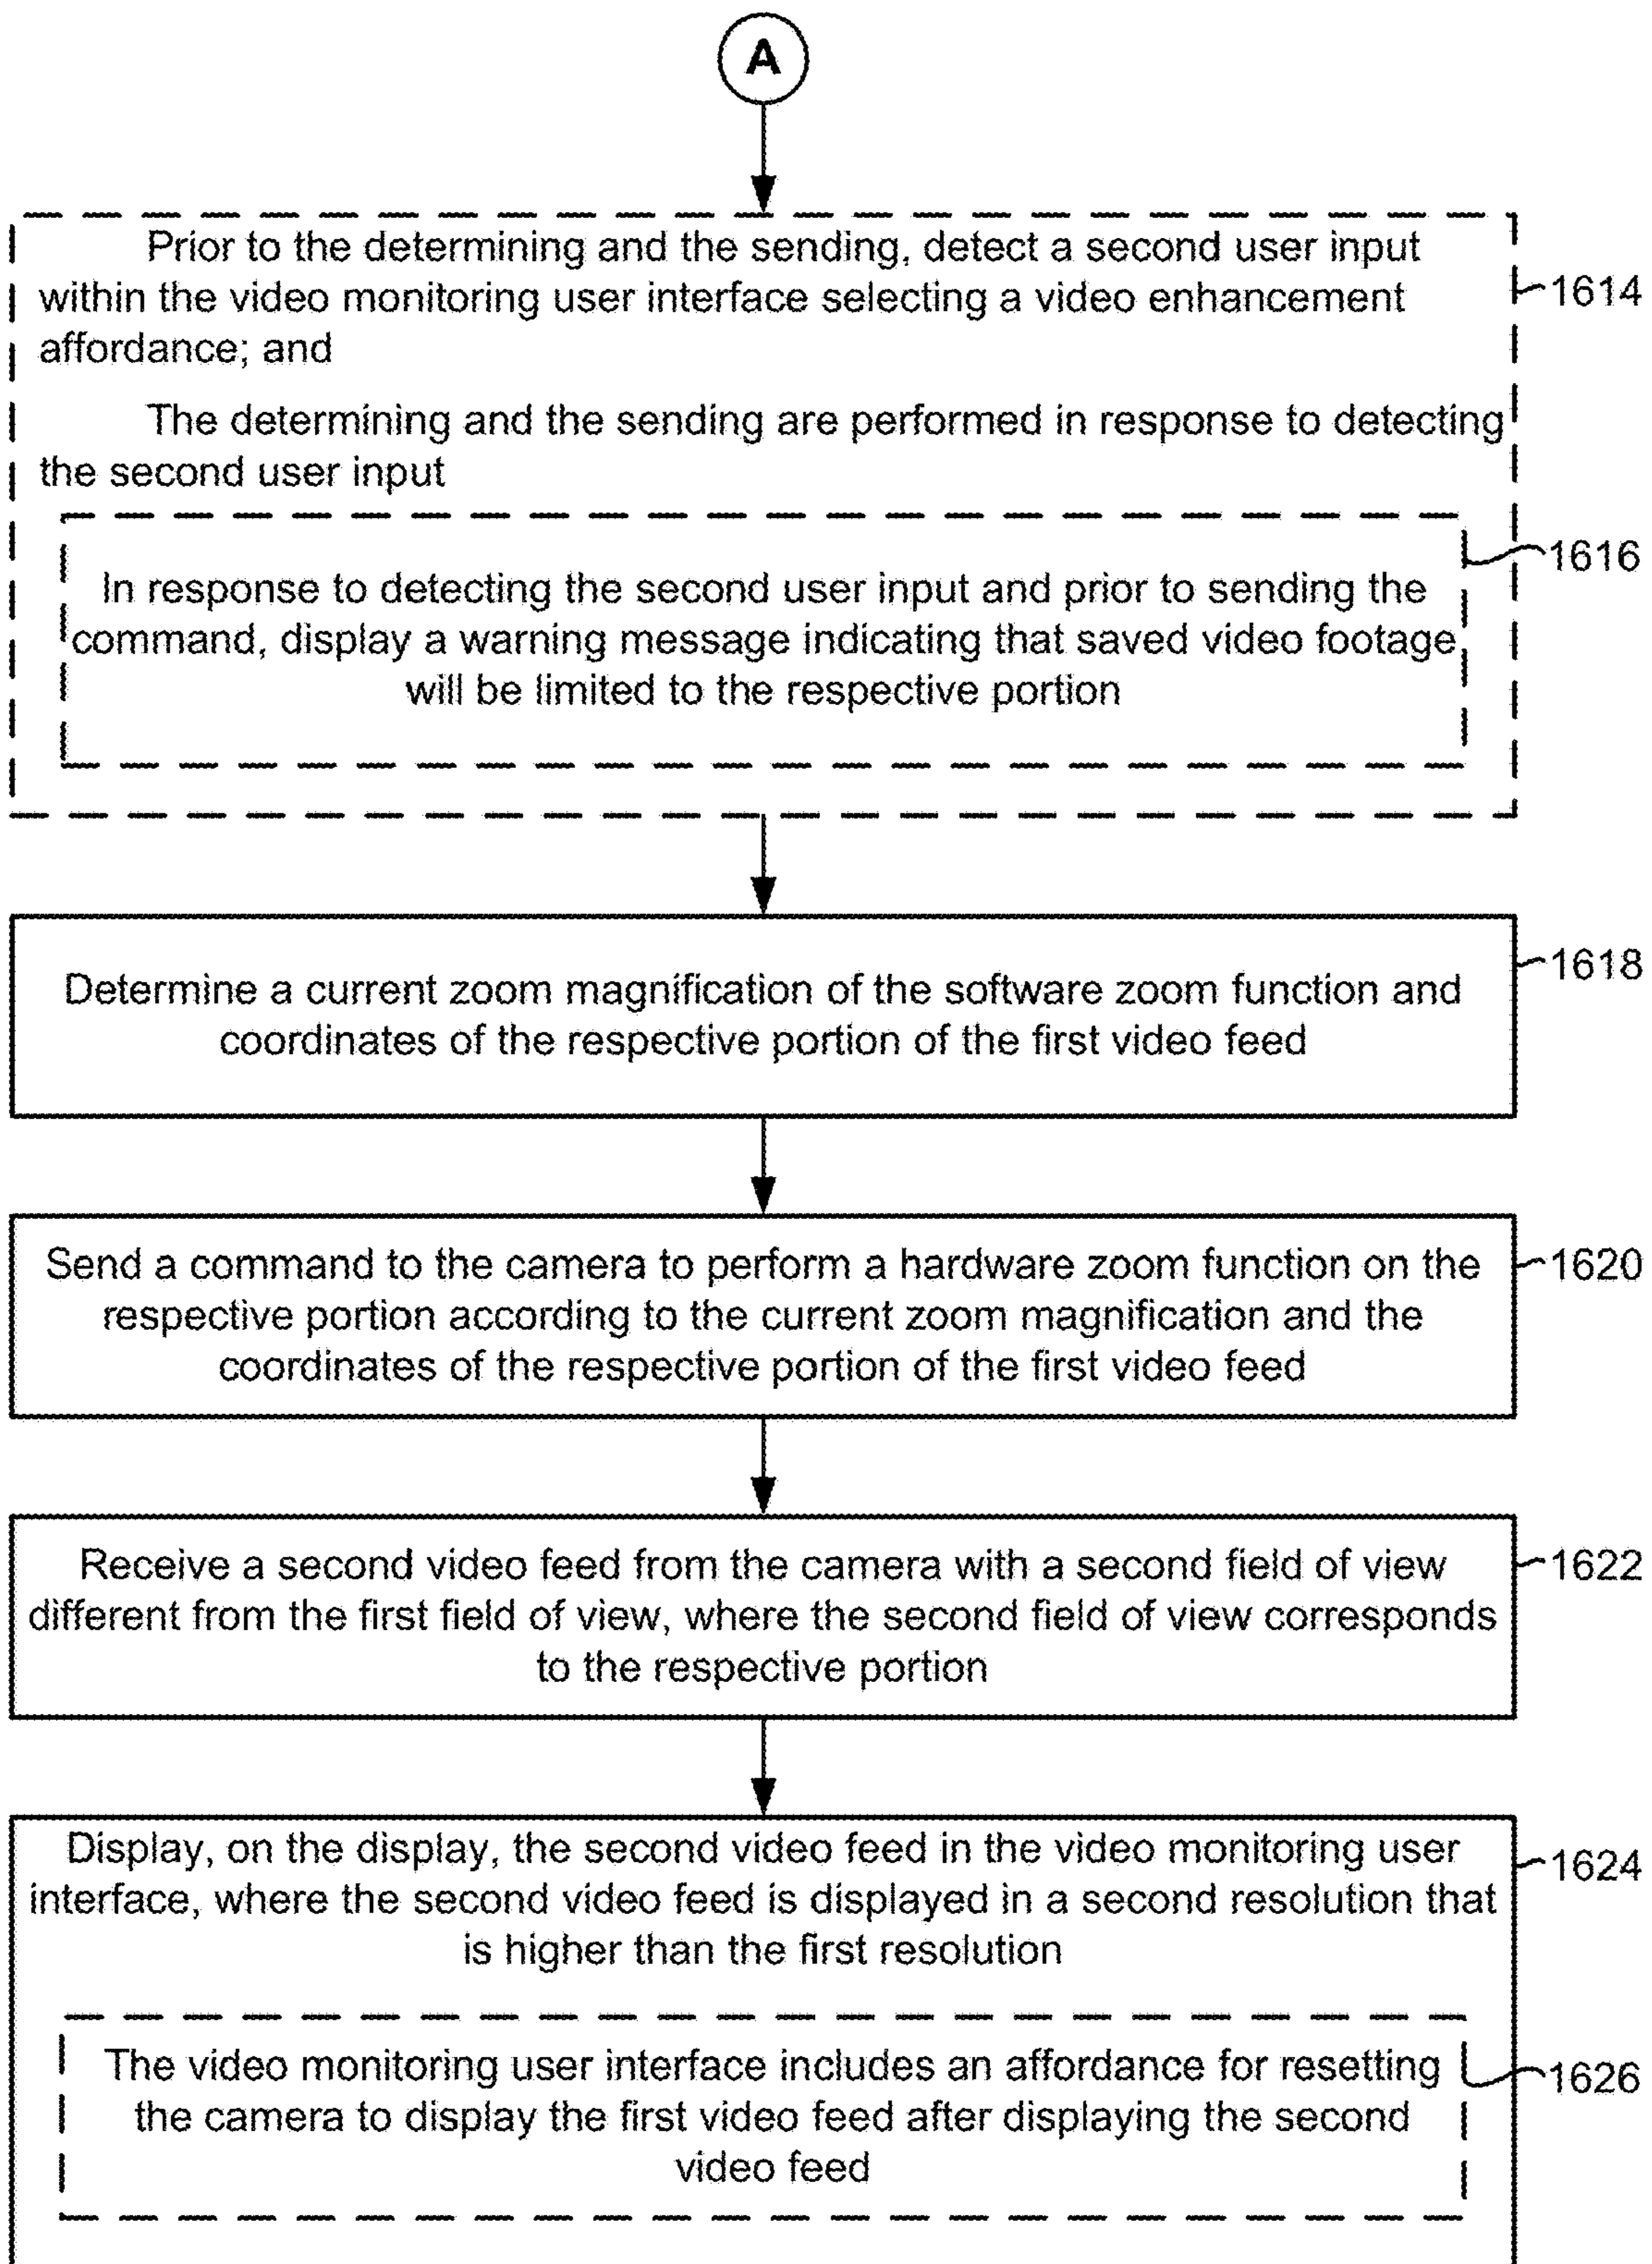 A
Prior to the determining and the sending, detect a second user input
within the video monitoring user interface selecting a video enhancement
affordance; and
The determining and the sending are performed in response to detecting
the second user input
1614
In response to detecting the second user input and prior to sending the
command, display a warning message indicating that saved video footage
will be limited to the respective portion
1616
Determine a current zoom magnification of the software zoom function and
coordinates of the respective portion of the first video feed
1618
Send a command to the camera to perform a hardware zoom function on the
respective portion according to the current zoom magnification and the
coordinates of the respective portion of the first video feed
1620
Receive a second video feed from the camera with a second field of view
different from the first field of view, where the second field of view corresponds
to the respective portion
1622
Display, on the display, the second video feed in the video monitoring user
interface, where the second video feed is displayed in a second resolution that
is higher than the first resolution
1624
The video monitoring user interface includes an affordance for resetting
the camera to display the first video feed after displaying the second
video feed
1626